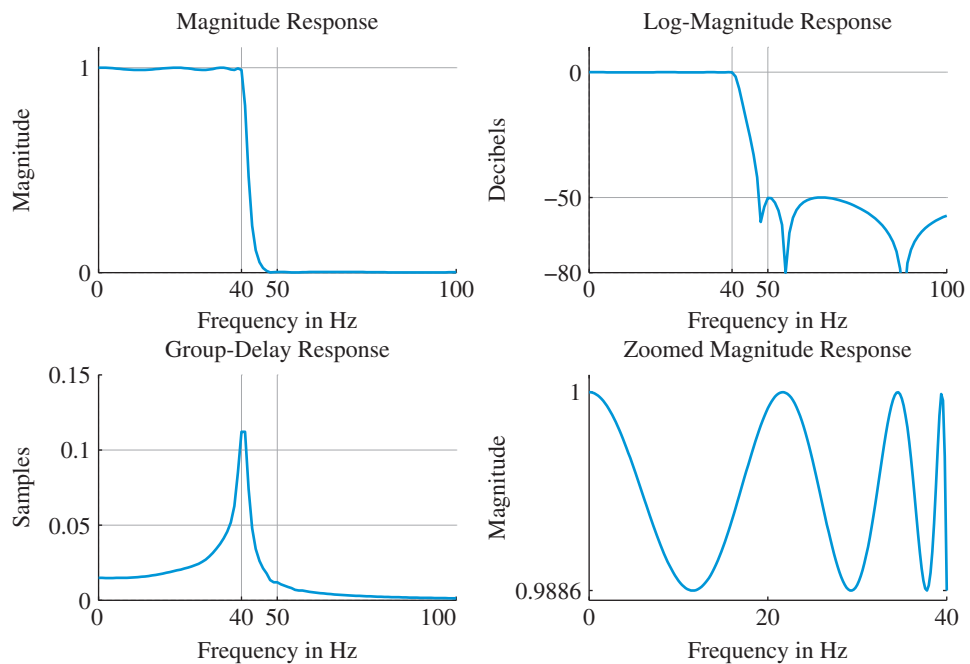 Magnitude Response
Magnitude
1
0
0
40
50
100
Frequency in Hz
Log-Magnitude Response
Decibels
0
−50
−80
0
40
50
100
Frequency in Hz
Group-Delay Response
Samples
0.15
0.1
0.05
0
0
40
50
100
Frequency in Hz
Zoomed Magnitude Response
Magnitude
1
0.9886
0
20
40
Frequency in Hz